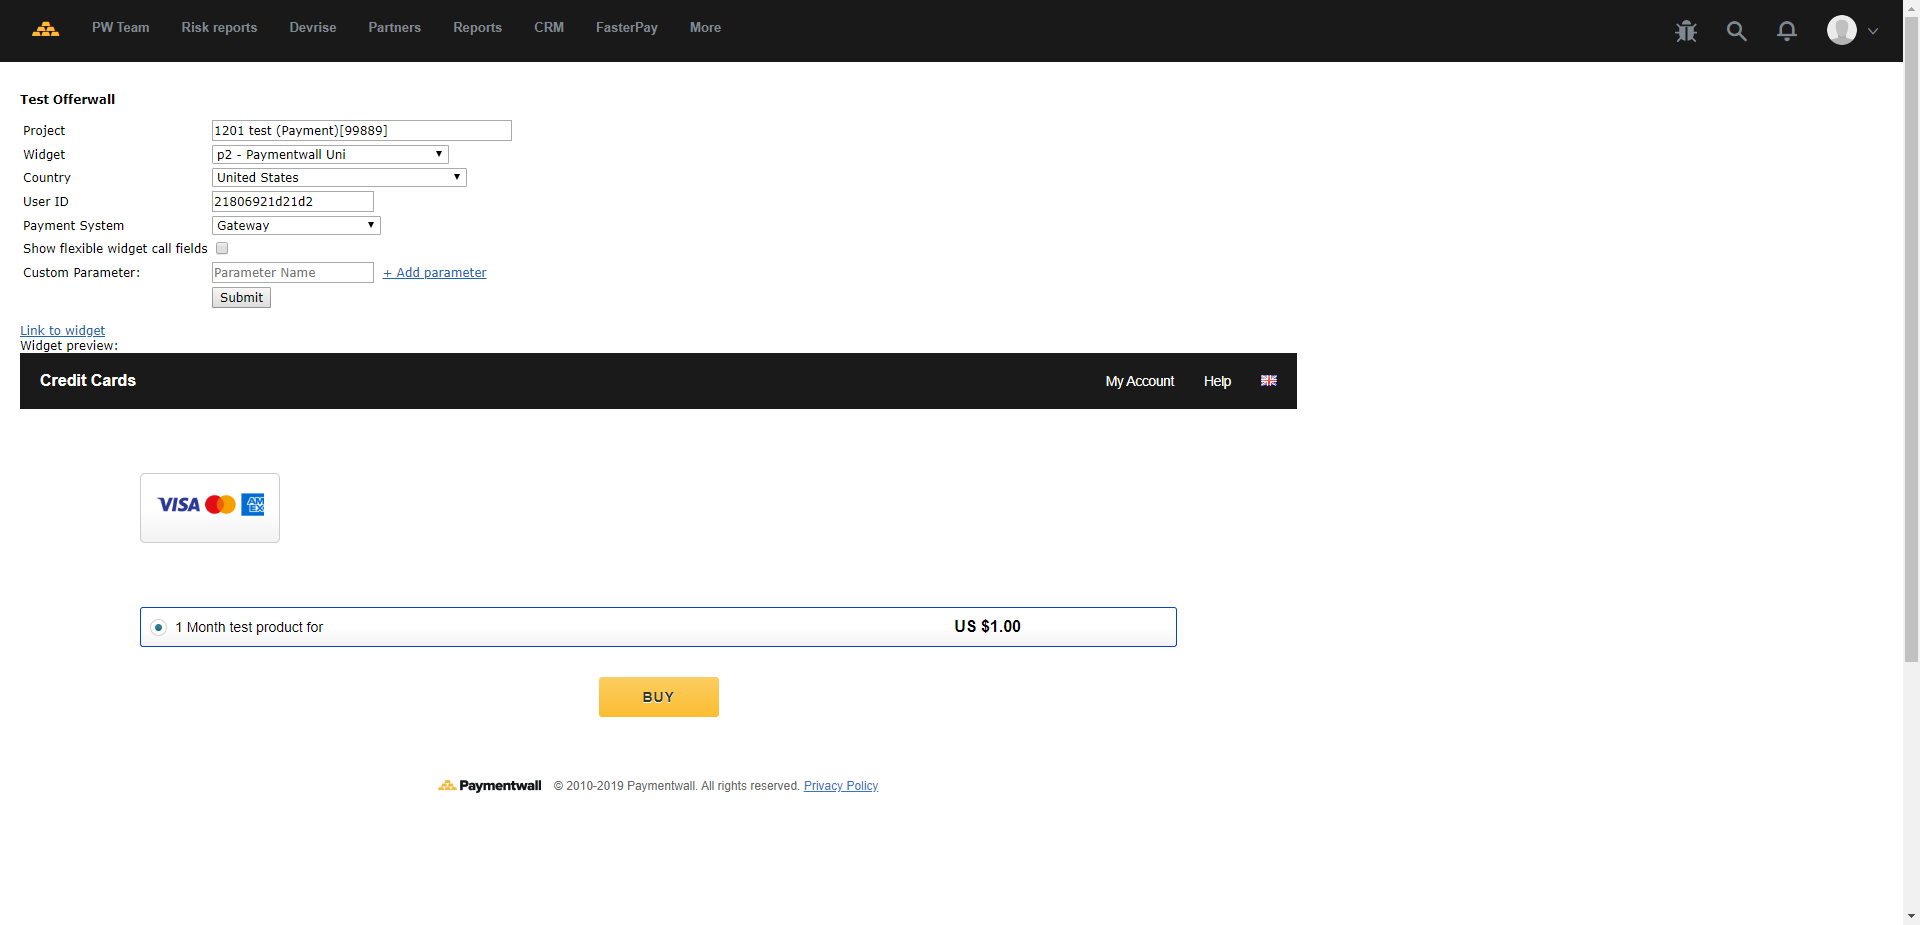 PW Team Risk reports Devrise Partners Reports CRM FasterPay More
Test Offerwall
Project 1201 test (Payment)[99889]
Widget p2 - Paymentwall Uni
Country United States
User ID 21806921d21d2
Payment System Gateway
Show flexible widget call fields
Custom Parameter: Parameter Name + Add parameter
Submit
Link to widget
Widget preview:
Credit Cards My Account Help
VISA AM EX
1 Month test product for US $1.00
BUY
Paymentwall © 2010-2019 Paymentwall. All rights reserved. Privacy Policy